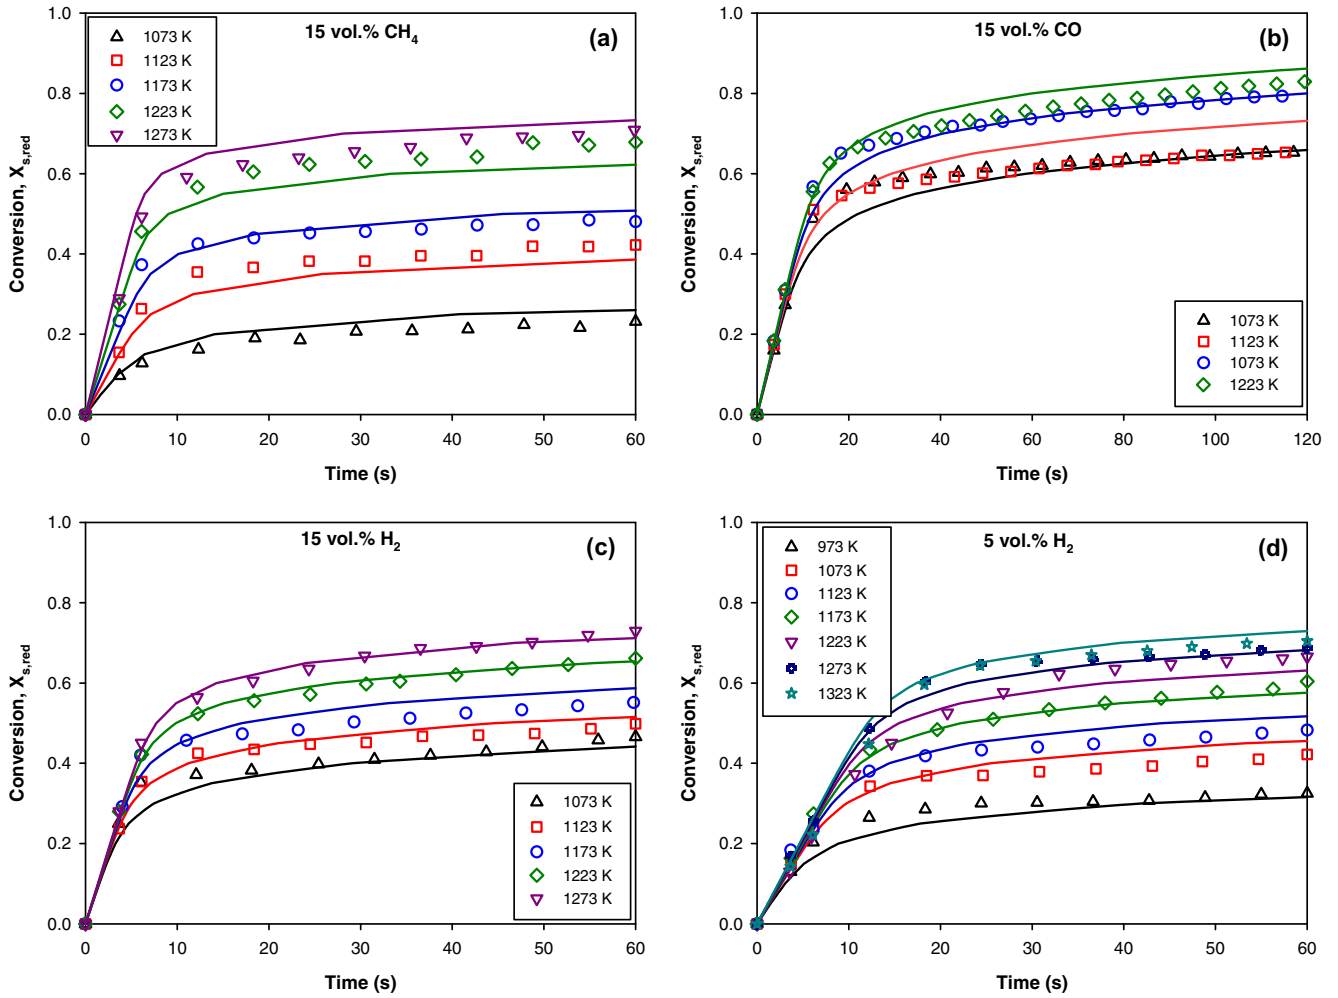 15 vol.% CH4
(a)
1073 K
1123 K
1173 K
1223 K
1273 K
Conversion, Xs,red
1.0
0.8
0.6
0.4
0.2
0.0
0 10 20 30 40 50 60
Time (s)
15 vol.% CO
(b)
1073 K
1123 K
1073 K
1223 K
Conversion, Xs,red
1.0
0.8
0.6
0.4
0.2
0.0
0 20 40 60 80 100 120
Time (s)
15 vol.% H2
(c)
1073 K
1123 K
1173 K
1223 K
1273 K
Conversion, Xs,red
1.0
0.8
0.6
0.4
0.2
0.0
0 10 20 30 40 50 60
Time (s)
5 vol.% H2
(d)
973 K
1073 K
1123 K
1173 K
1223 K
1273 K
1323 K
Conversion, Xs,red
1.0
0.8
0.6
0.4
0.2
0.0
0 10 20 30 40 50 60
Time (s)